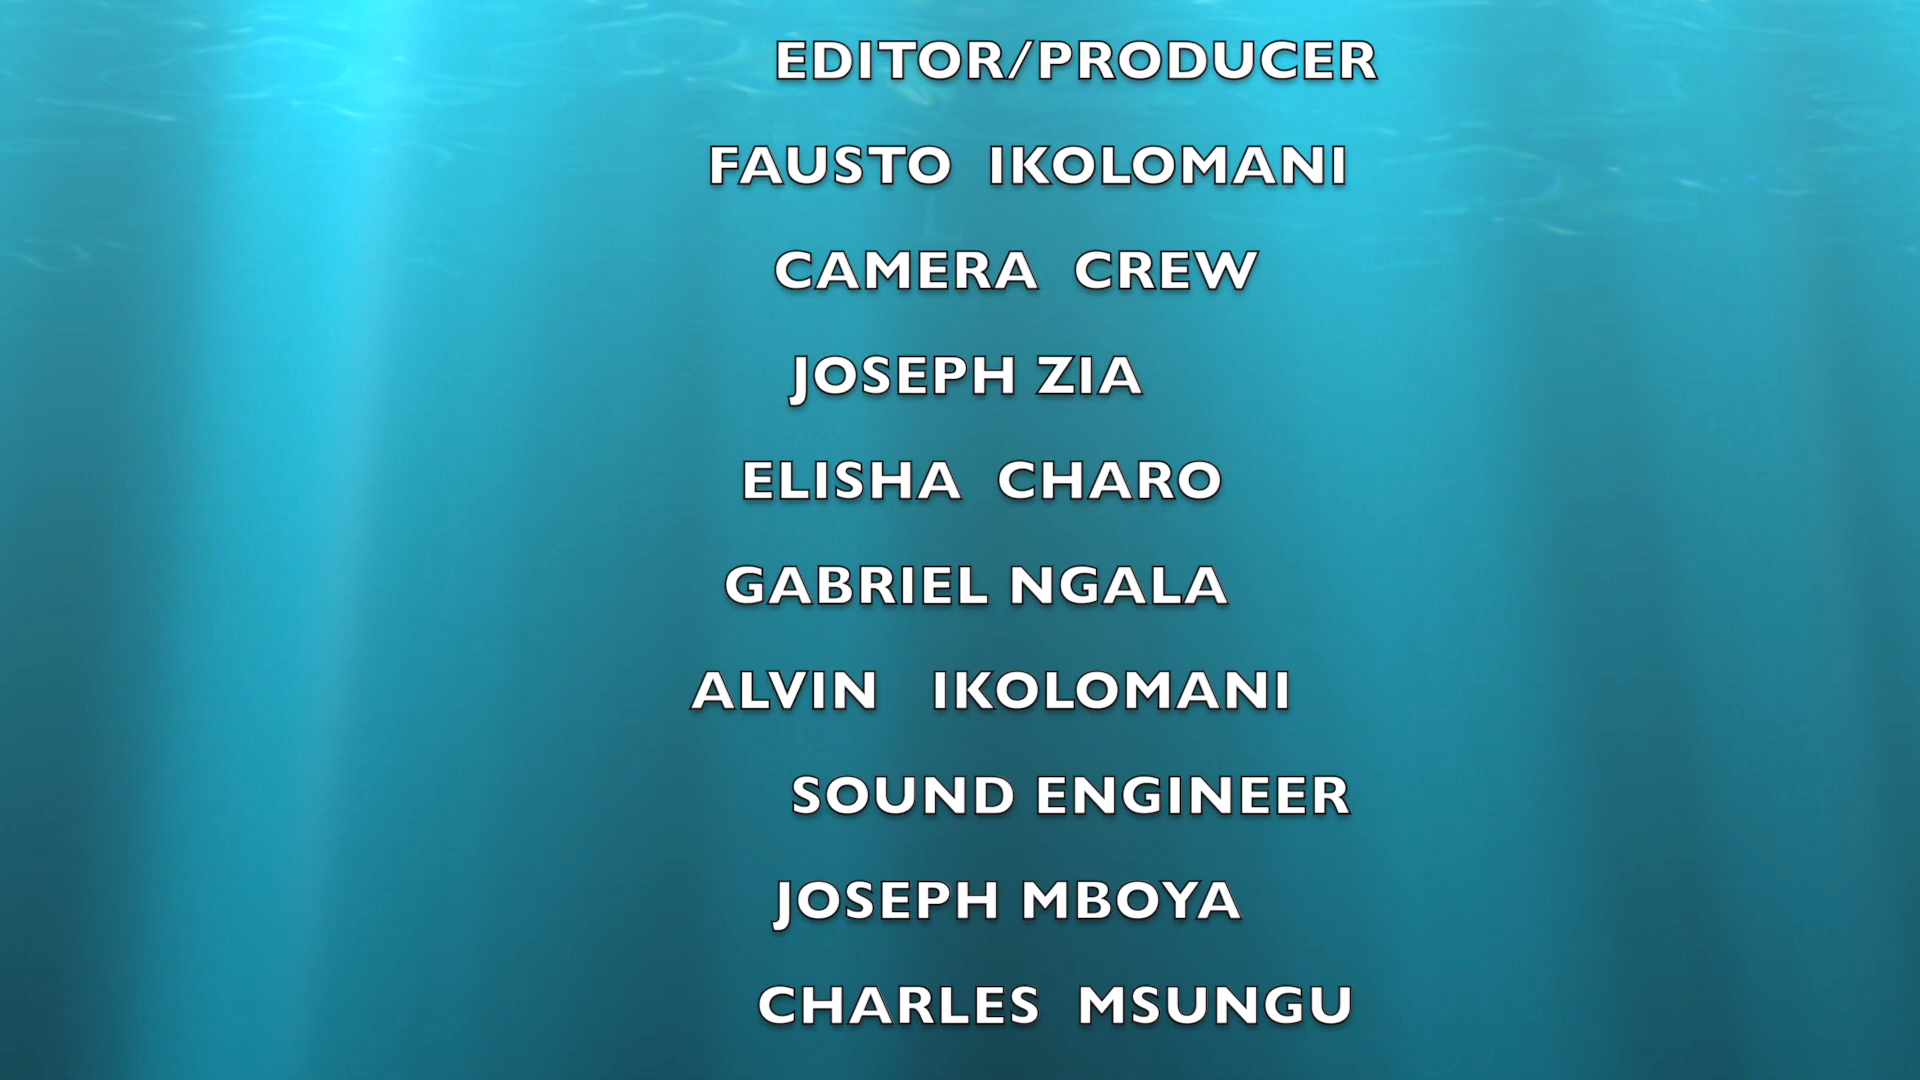 EDITOR/PRODUCER
FAUSTO IKOLOMANI
CAMERA CREW
JOSEPH ZIA
ELISHA CHARO
GABRIEL NGALA
ALVIN IKOLOMANI
SOUND ENGINEER
JOSEPH MBOYA
CHARLES MSUNGU